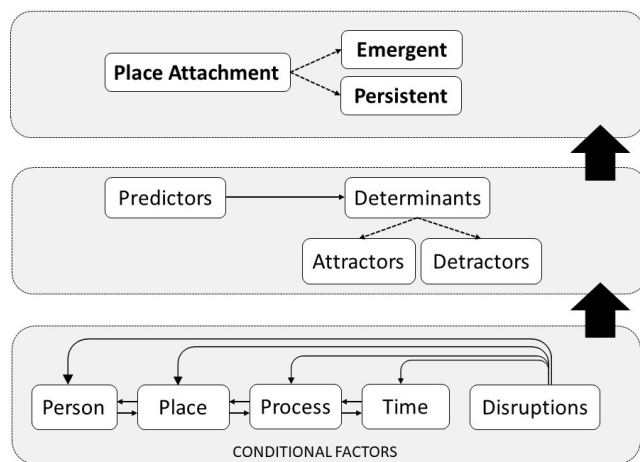 Place Attachment
Emergent
Persistent
Predictors
Determinants
Attractors
Detractors
Person
Place
Process
Time
Disruptions
CONDITIONAL FACTORS